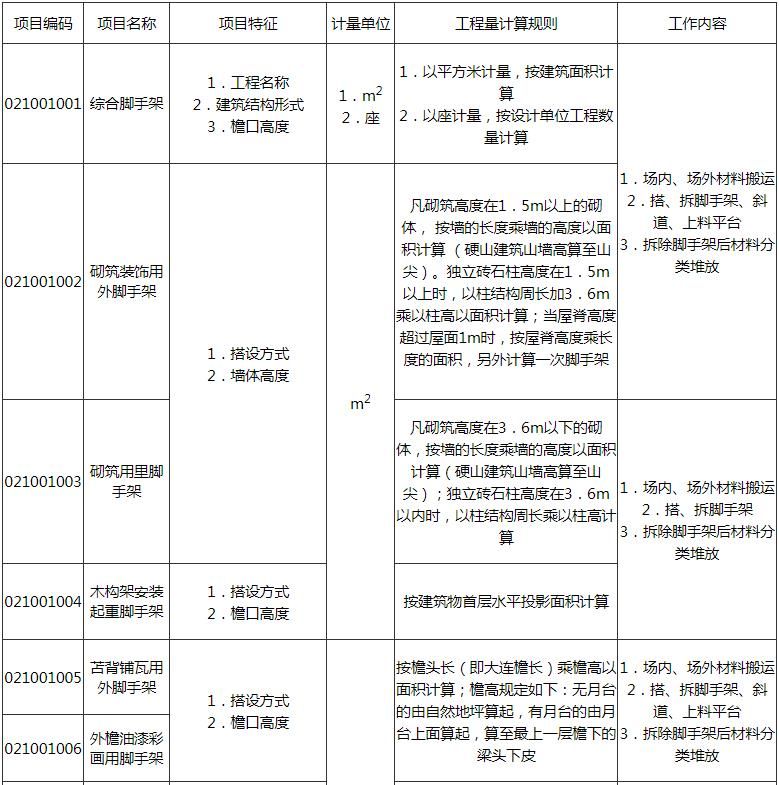 项目编码
项目名称
项目特征
计量单位
工程量计算规则
工作内容
021001001
综合脚手架
1．工程名称
2．建筑结构形式
3．檐口高度
1．m2
2．座
1．以平方米计量，按建筑面积计
算
2．以座计量，按设计单位工程数
量计算
1．场内、场外材料搬运
2．搭、拆脚手架、斜
道、上料平台
3．拆除脚手架后材料分
类堆放
021001002
砌筑装饰用
外脚手架
1．搭设方式
2．墙体高度
m2
凡砌筑高度在1．5m以上的砌
体， 按墙的长度乘墙的高度以面
积计算 （硬山建筑山墙高算至山
尖）。独立砖石柱高度在1．5m
以上时，以柱结构周长加3．6m
乘以柱高以面积计算；当屋脊高度
超过屋面1m时，按屋脊高度乘长
度的面积，另外计算一次脚手架
021001003
砌筑用里脚
手架
凡砌筑高度在3．6m以下的砌
体，按墙的长度乘墙的高度以面积
计算（硬山建筑山墙高算至山
尖）；独立砖石柱高度在3．6m
以内时，以柱结构周长乘以柱高计
算
1．场内、场外材料搬运
2．搭、拆脚手架
3．拆除脚手架后材料分
类堆放
021001004
木构架安装
起重脚手架
1．搭设方式
2．檐口高度
按建筑物首层水平投影面积计算
021001005
苫背铺瓦用
外脚手架
1．搭设方式
2．檐口高度
按檐头长（即大连檐长）乘檐高以
面积计算；檐高规定如下：无月台
的由自然地坪算起，有月台的由月
台上面算起，算至最上一层檐下的
梁头下皮
1．场内、场外材料搬运
2．搭、拆脚手架、斜
道、上料平台
3．拆除脚手架后材料分
类堆放
021001006
外檐油漆彩
画用脚手架